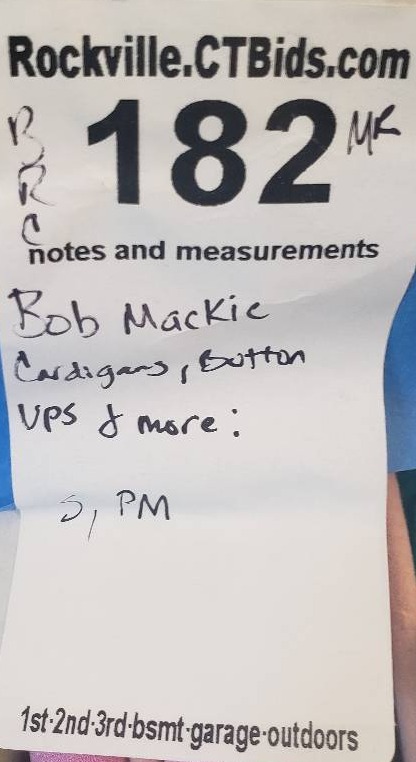 Rockville.CTBids.com
B
R
C
182 MK
notes and measurements
Bob Mackie
Cardigans, Button
UPS & more:
S, PM
1st-2nd-3rd-bsmt-garage-outdoors